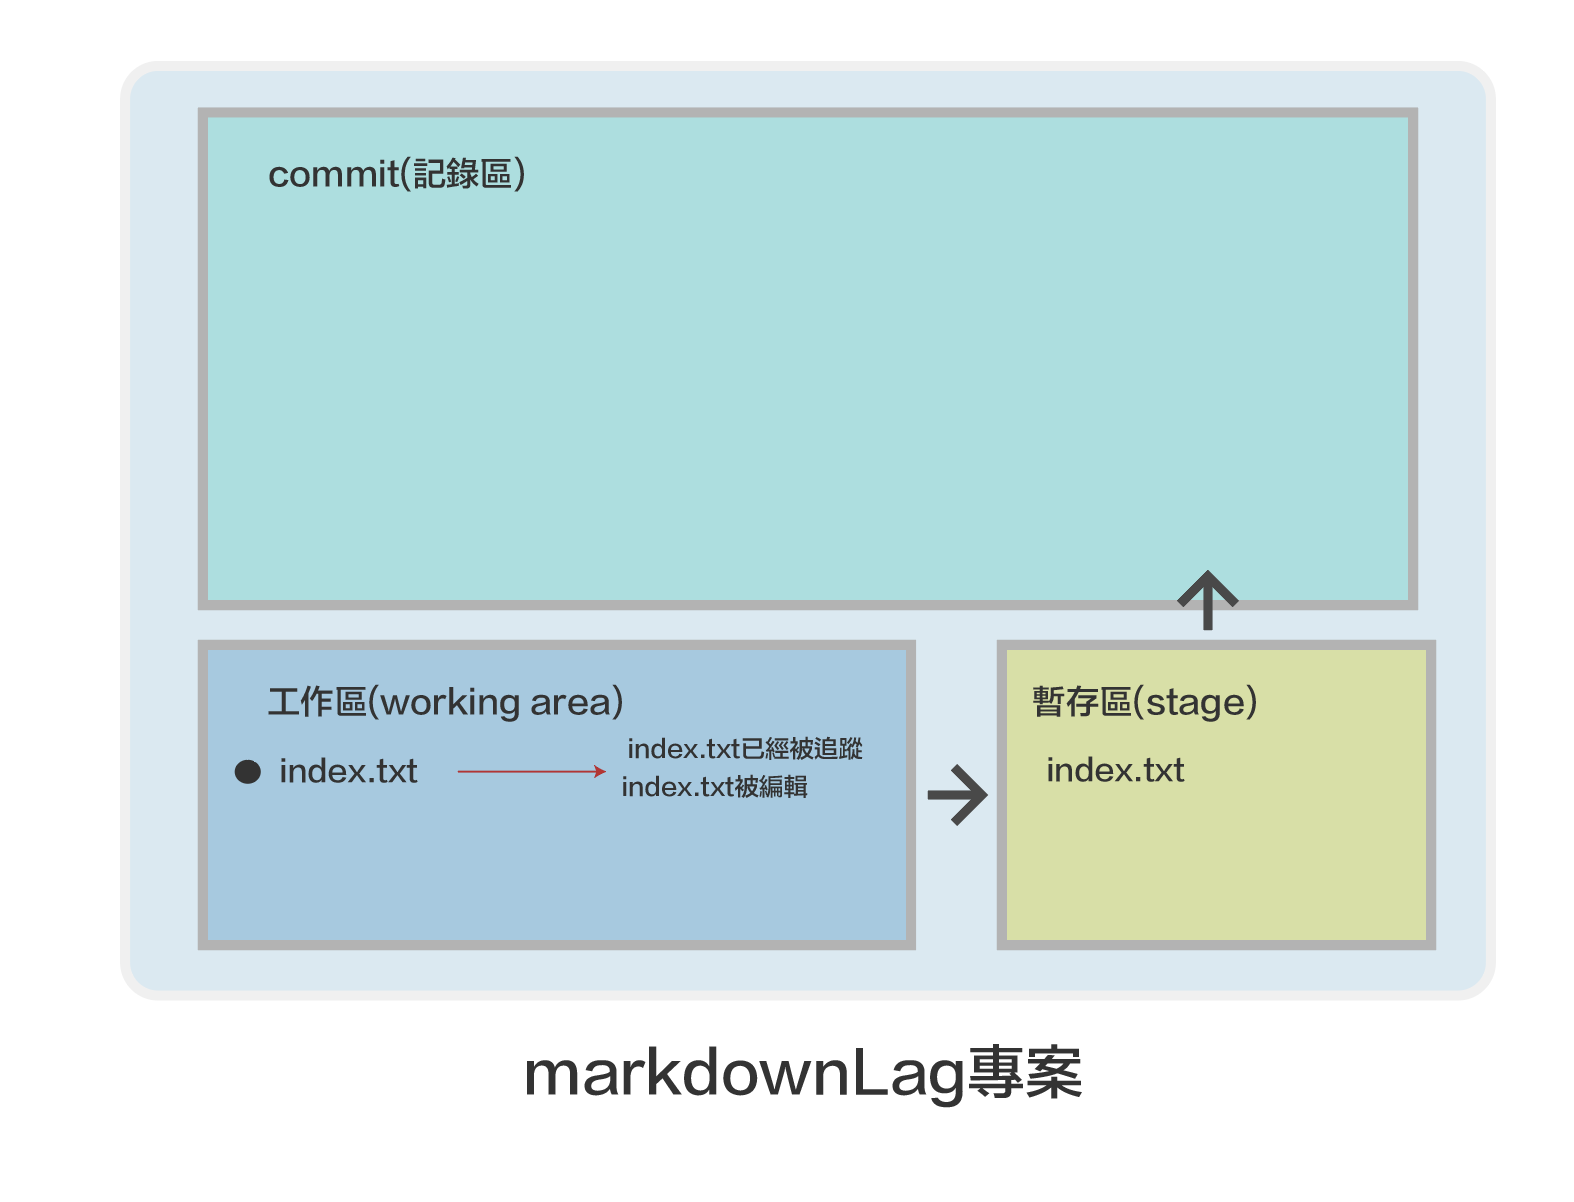 commit(記錄區)
工作區(working area)
index.txt
index.txt已經被追蹤
index.txt被編輯
暫存區(stage)
index.txt
markdownLag專案